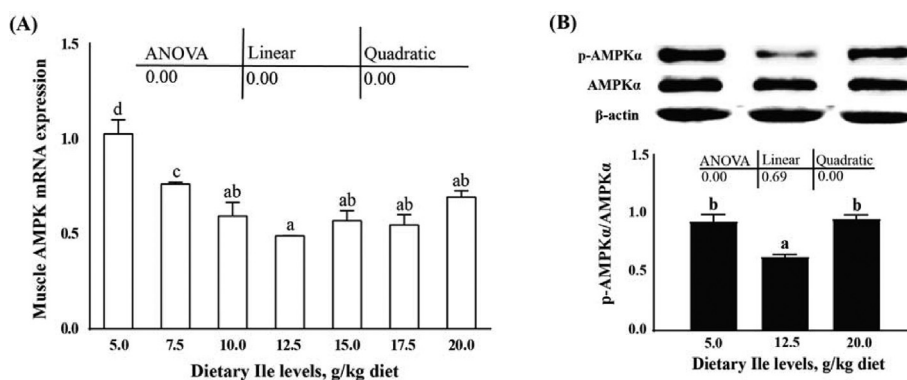 (A)
Muscle AMPK mRNA expression
1.5
1.0
0.5
0.0
ANOVA Linear Quadratic
0.00 0.00 0.00
d
c
ab
a
ab
ab
ab
5.0 7.5 10.0 12.5 15.0 17.5 20.0
Dietary Ile levels, g/kg diet
(B)
p-AMPKα
AMPKα
β-actin
p-AMPKα/AMPKα
1.5
1.0
0.5
0.0
ANOVA Linear Quadratic
0.00 0.69 0.00
b
a
b
5.0 12.5 20.0
Dietary Ile levels, g/kg diet